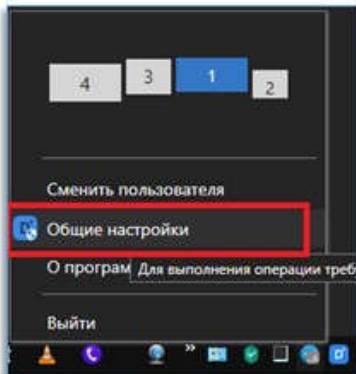 4 3 1 2
Сменить пользователя
Общие настройки
О програм Для выполнения операции треб
Выйти